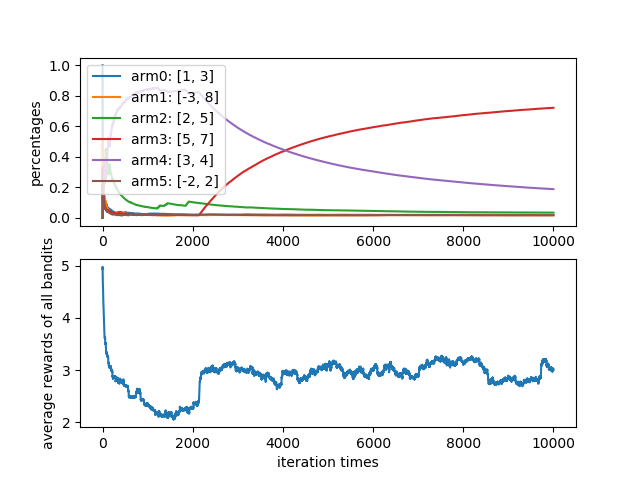 1.0
0.8
0.6
0.4
0.2
0.0
percentages
arm0: [1, 3]
arm1: [-3, 8]
arm2: [2, 5]
arm3: [5, 7]
arm4: [3, 4]
arm5: [-2, 2]
0 2000 4000 6000 8000 10000
5
4
3
2
average rewards of all bandits
0 2000 4000 6000 8000 10000
iteration times